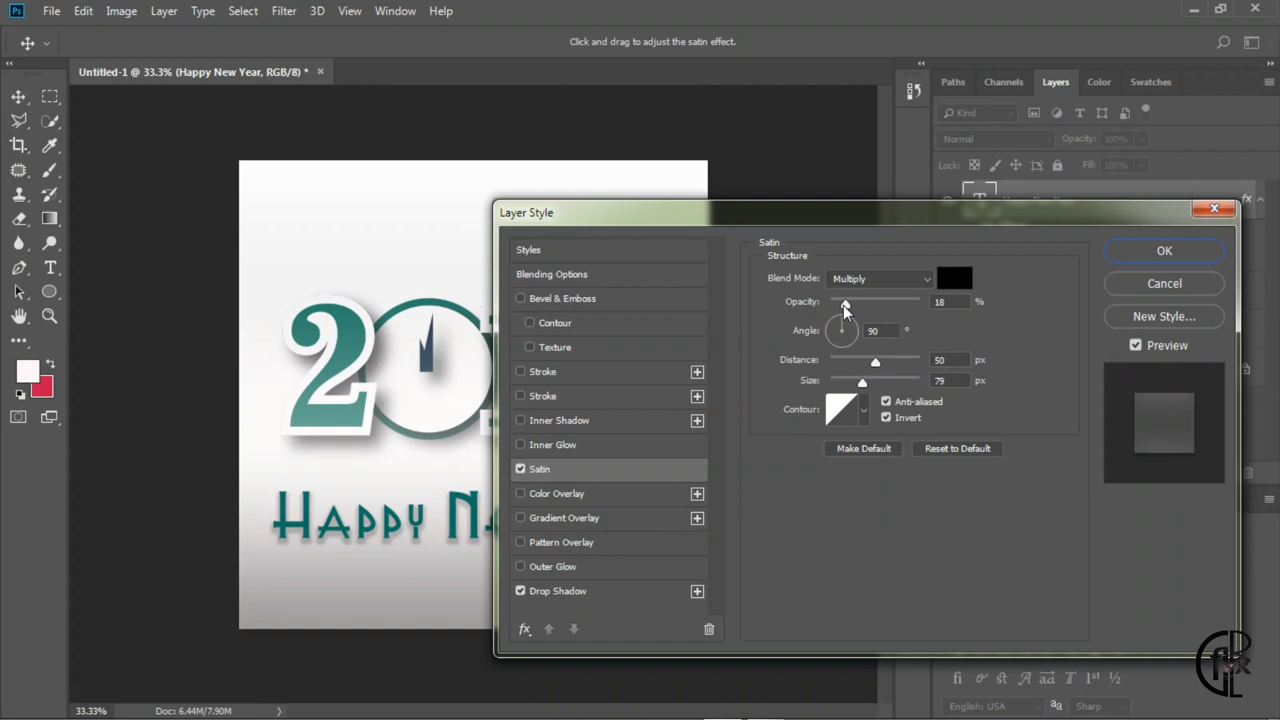 Ps File Edit Image Layer Type Select Filter 3D View Window Help
Click and drag to adjust the satin effect.
Untitled-1 @ 33.3% (Happy New Year, RGB/8) *
Paths Channels Layers Color Swatches
Kind
Normal Opacity: 100%
Lock: Fill: 100%
Layer Style
Styles
Blending Options
Bevel & Emboss
Contour
Texture
Stroke
Stroke
Inner Shadow
Inner Glow
Satin
Color Overlay
Gradient Overlay
Pattern Overlay
Outer Glow
Drop Shadow
fx
Satin
Structure
Blend Mode: Multiply
Opacity: 18 %
Angle: 90 °
Distance: 50 px
Size: 79 px
Contour: Anti-aliased
Invert
Make Default Reset to Default
OK
Cancel
New Style...
Preview
20
Happy N
33.33% Doc: 6.44M/7.90M
English: USA aa Sharp